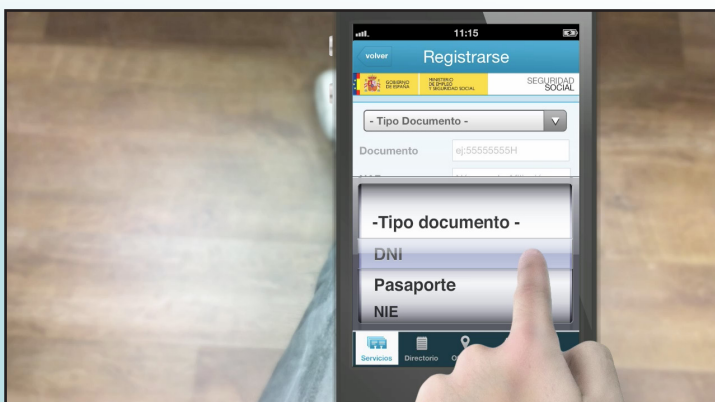 11:15
volver
Registrarse
GOBIERNO
DE ESPAÑA
MINISTERIO
DE EMPLEO
Y SEGURIDAD SOCIAL
SEGURIDAD
SOCIAL
- Tipo Documento -
Documento
ej:55555555H
-Tipo documento -
DNI
Pasaporte
NIE
Servicios
Directorio